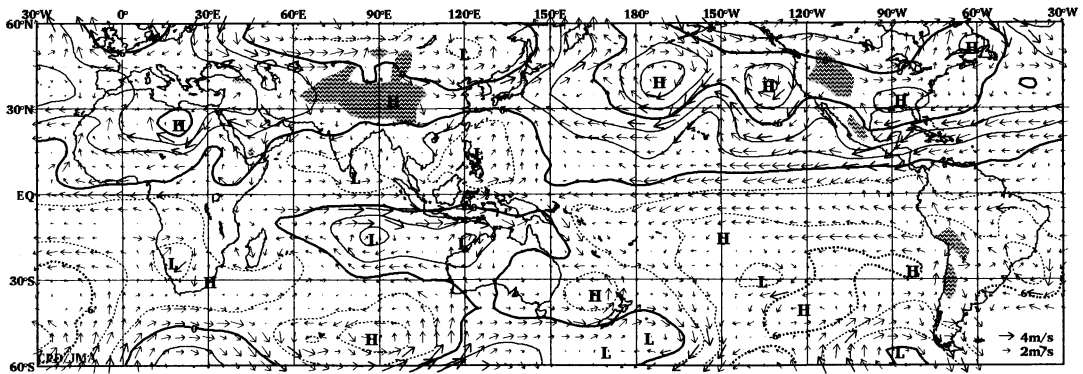 30°W 0° 30°E 60°E 90°E 120°E 150°E 180° 150°W 120°W 90°W 60°W 30°W
60°N
H
L
H H
H H
30°N
H
L
EQ
H
L L
L
H L H
30°S
H
H
H
L L
4m/s
2m/s
CPD/JMA
L
60°S